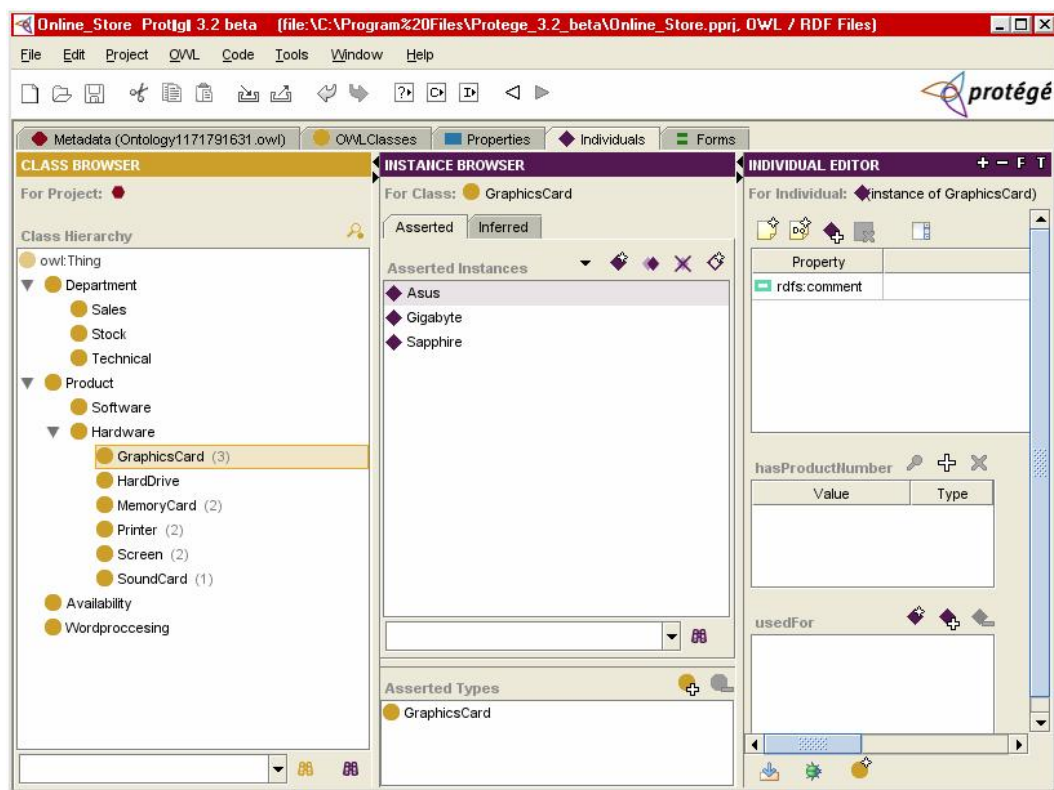 Online_Store Protļgļ 3.2 beta (file:\C:\Program%20Files\Protege_3.2_beta\Online_Store.pprj, OWL / RDF Files)
File Edit Project OWL Code Tools Window Help
protégé
Metadata (Ontology1171791631.owl) OWLClasses Properties Individuals Forms
CLASS BROWSER
For Project:
Class Hierarchy
owl:Thing
Department
Sales
Stock
Technical
Product
Software
Hardware
GraphicsCard (3)
HardDrive
MemoryCard (2)
Printer (2)
Screen (2)
SoundCard (1)
Availability
Wordproccesing
INSTANCE BROWSER
For Class: GraphicsCard
Asserted Inferred
Asserted Instances
Asus
Gigabyte
Sapphire
Asserted Types
GraphicsCard
INDIVIDUAL EDITOR + − F T
For Individual: (instance of GraphicsCard)
Property
rdfs:comment
hasProductNumber
Value Type
usedFor